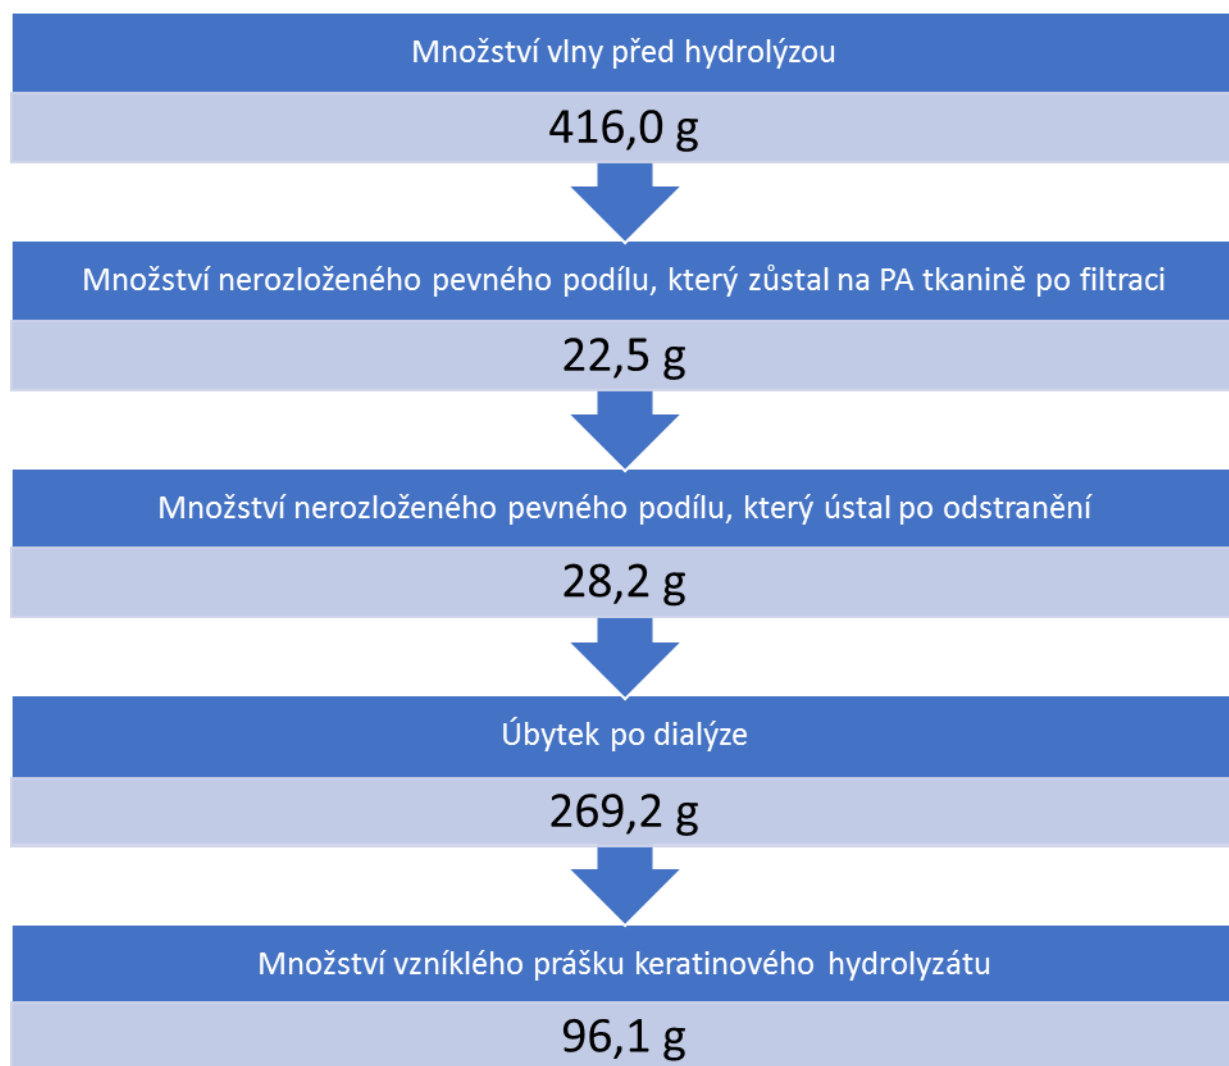 Množství vlny před hydrolýzou
416,0 g
Množství nerozloženého pevného podílu, který zůstal na PA tkanině po filtraci
22,5 g
Množství nerozloženého pevného podílu, který ústal po odstranění
28,2 g
Úbytek po dialýze
269,2 g
Množství vzníklého prášku keratinového hydrolyzátu
96,1 g